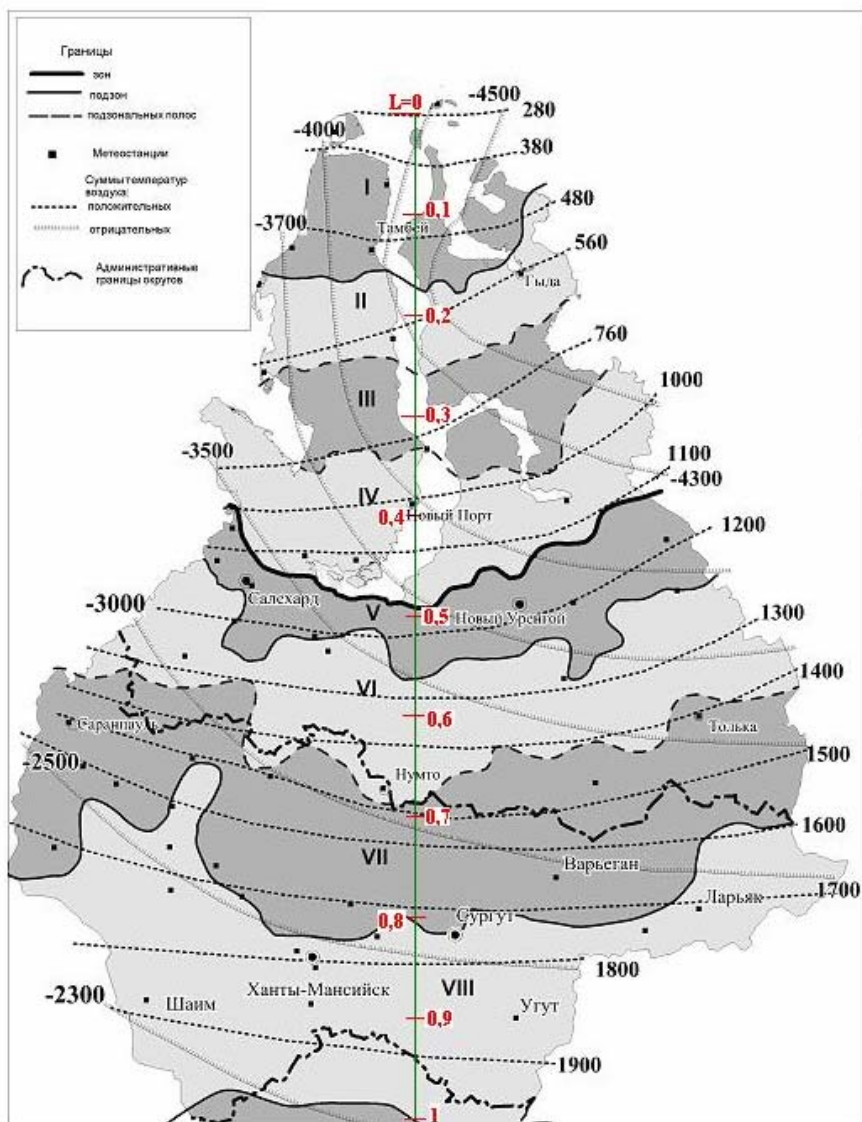 Границы
зон
подзон
подзональных полос
Метеостанции
Суммы температур
воздуха:
положительных
отрицательных
Административные
границы округов
L=0
-4500
280
-4000
380
I
0,1
480
-3700
Тамбей
560
Гыда
II
0,2
760
1000
III
0,3
-3500
1100
-4300
IV
0,4
Новый Порт
1200
Салехард
-3000
V
0,5
Новый Уренгой
1300
1400
VI
0,6
Саранпауль
Толька
1500
-2500
Нумто
0,7
1600
VII
Варьеган
1700
Ларьяк
0,8
Сургут
1800
Ханты-Мансийск
VIII
-2300
Шаим
Угут
0,9
1900
1